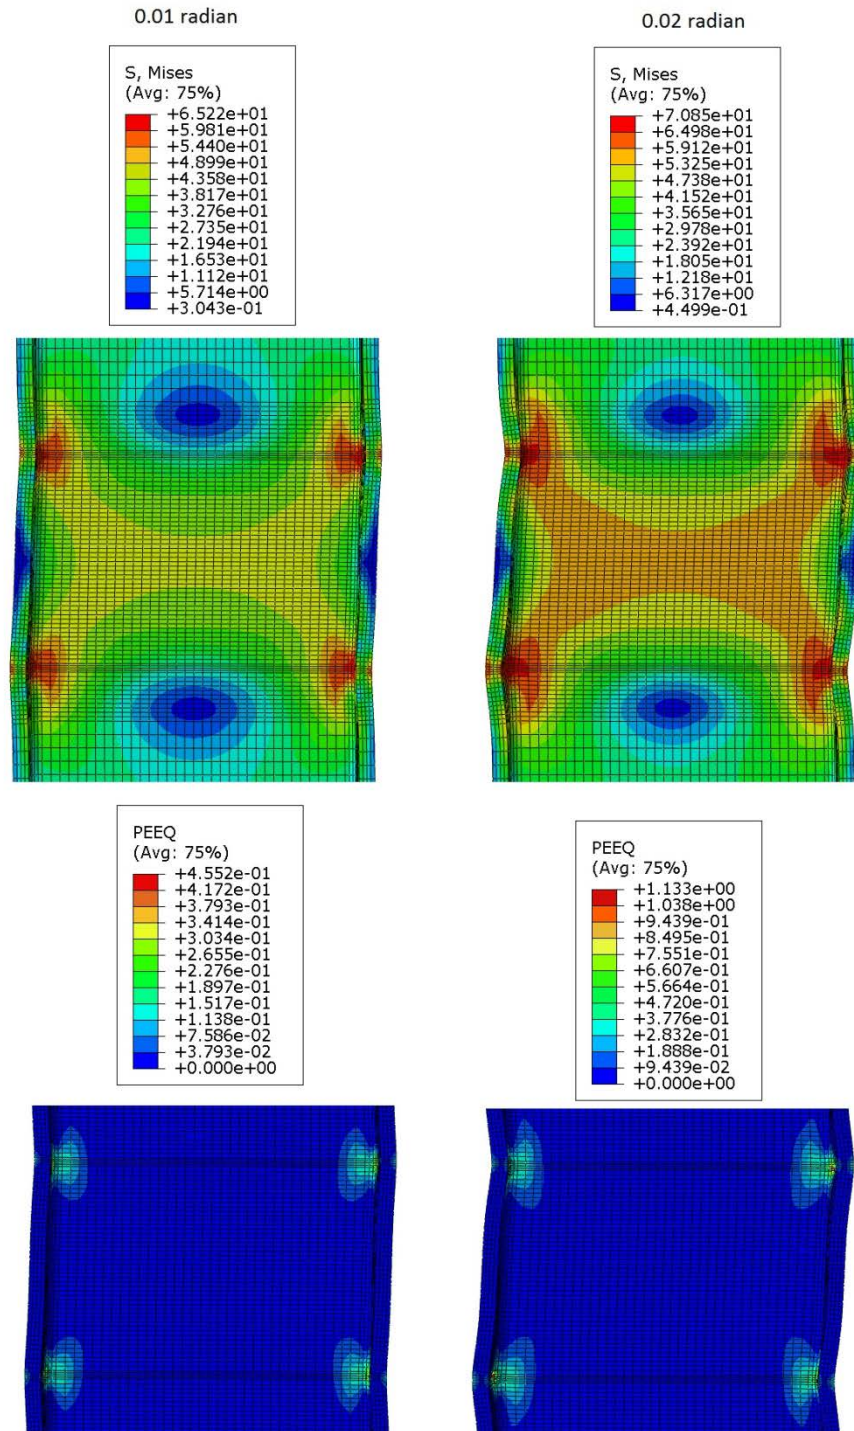 0.01 radian
0.02 radian
S, Mises
(Avg: 75%)
+6.522e+01
+5.981e+01
+5.440e+01
+4.899e+01
+4.358e+01
+3.817e+01
+3.276e+01
+2.735e+01
+2.194e+01
+1.653e+01
+1.112e+01
+5.714e+00
+3.043e-01
S, Mises
(Avg: 75%)
+7.085e+01
+6.498e+01
+5.912e+01
+5.325e+01
+4.738e+01
+4.152e+01
+3.565e+01
+2.978e+01
+2.392e+01
+1.805e+01
+1.218e+01
+6.317e+00
+4.499e-01
PEEQ
(Avg: 75%)
+4.552e-01
+4.172e-01
+3.793e-01
+3.414e-01
+3.034e-01
+2.655e-01
+2.276e-01
+1.897e-01
+1.517e-01
+1.138e-01
+7.586e-02
+3.793e-02
+0.000e+00
PEEQ
(Avg: 75%)
+1.133e+00
+1.038e+00
+9.439e-01
+8.495e-01
+7.551e-01
+6.607e-01
+5.664e-01
+4.720e-01
+3.776e-01
+2.832e-01
+1.888e-01
+9.439e-02
+0.000e+00